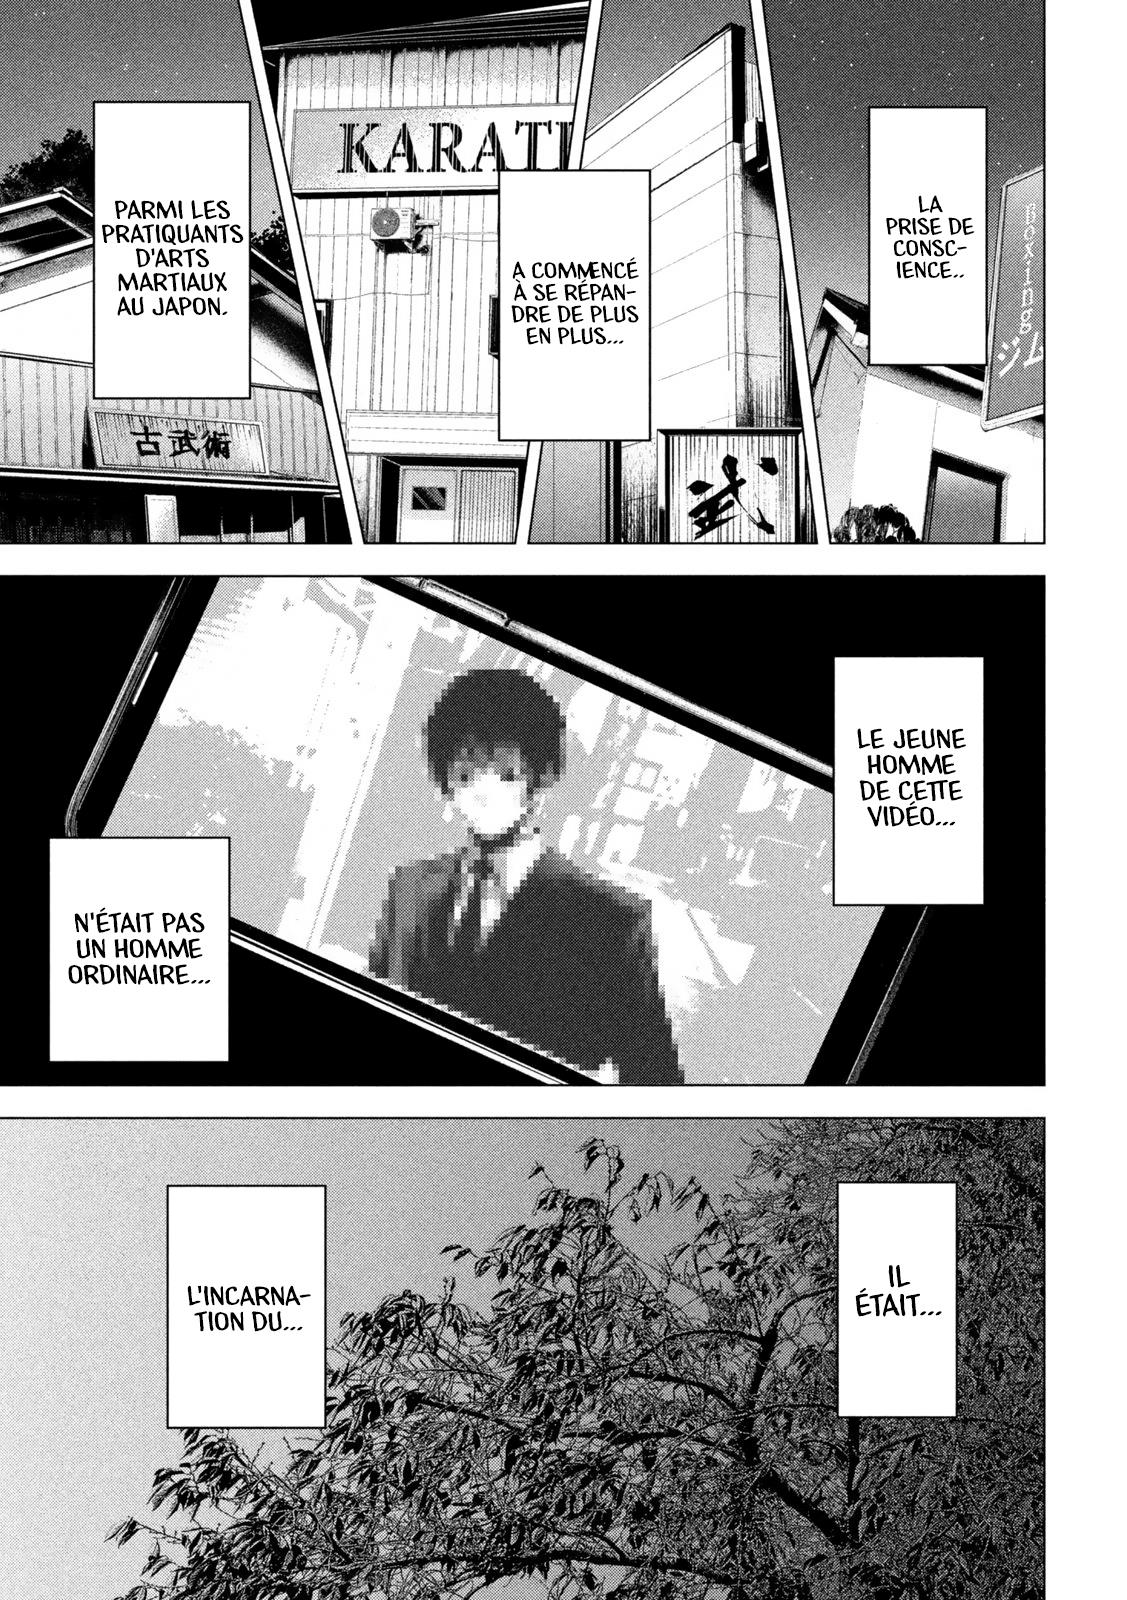 LA
PRISE DE
CONSC-
IENCE..
BOXING
ジム
A COMMENCÉ
À SE RÉPAN-
DRE DE PLUS
EN PLUS...
KARATE
武
PARMI LES
PRATIQUANTS
D'ARTS
MARTIAUX
AU JAPON.
古武術
LE JEUNE
HOMME
DE CETTE
VIDÉO...
N'ÉTAIT PAS
UN HOMME
ORDINAIRE...
IL
ÉTAIT...
L'INCARNA-
TION DU...